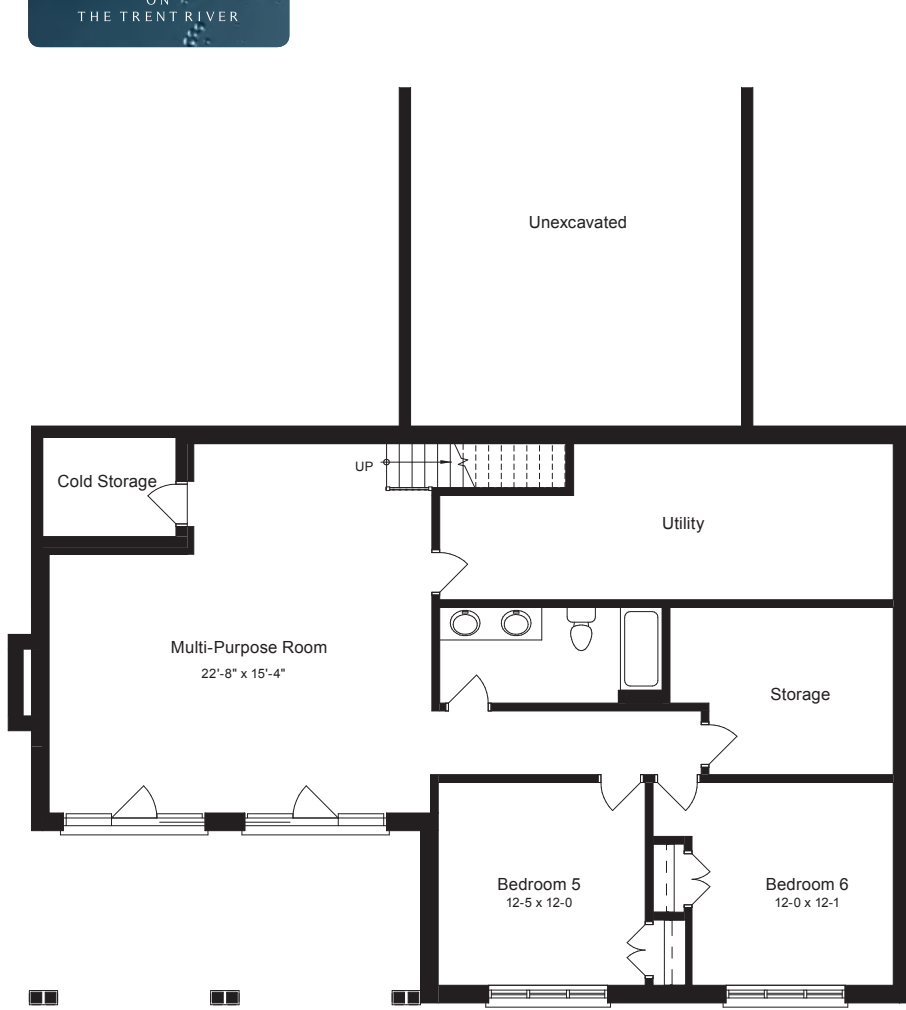 ON
THE TRENT RIVER
Unexcavated
Cold Storage
UP
Utility
Multi-Purpose Room
22'-8" x 15'-4"
Storage
Bedroom 5
12-5 x 12-0
Bedroom 6
12-0 x 12-1